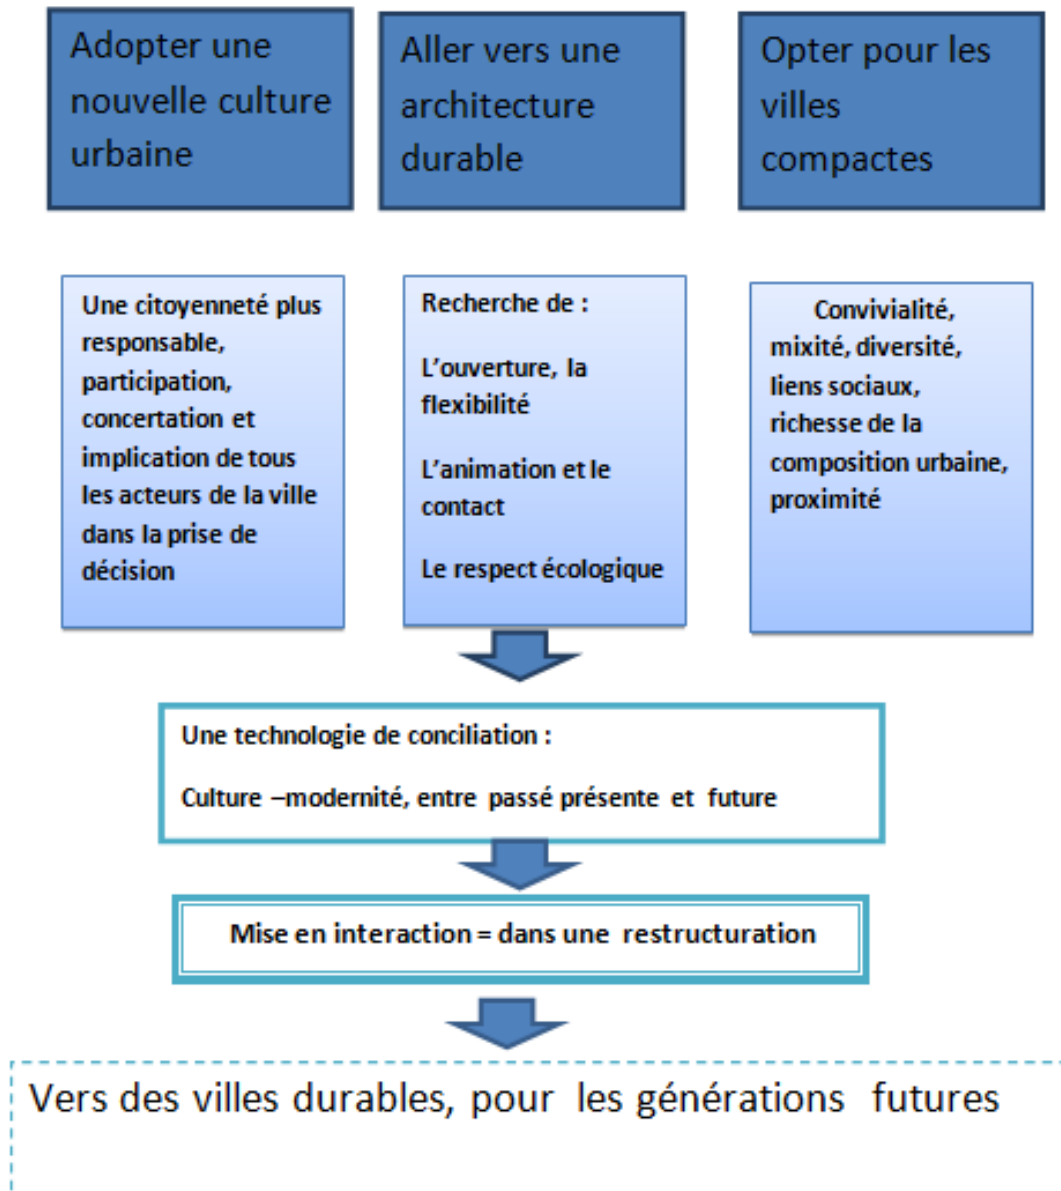 Adopter une
nouvelle culture
urbaine
Aller vers une
architecture
durable
Opter pour les
villes
compactes
Une citoyenneté plus
responsable,
participation,
concertation et
implication de tous
les acteurs de la ville
dans la prise de
décision
Recherche de :
L'ouverture, la
flexibilité
L'animation et le
contact
Le respect écologique
Convivialité,
mixité, diversité,
liens sociaux,
richesse de la
composition urbaine,
proximité
Une technologie de conciliation :
Culture –modernité, entre passé présente et future
Mise en interaction = dans une restructuration
Vers des villes durables, pour les générations futures